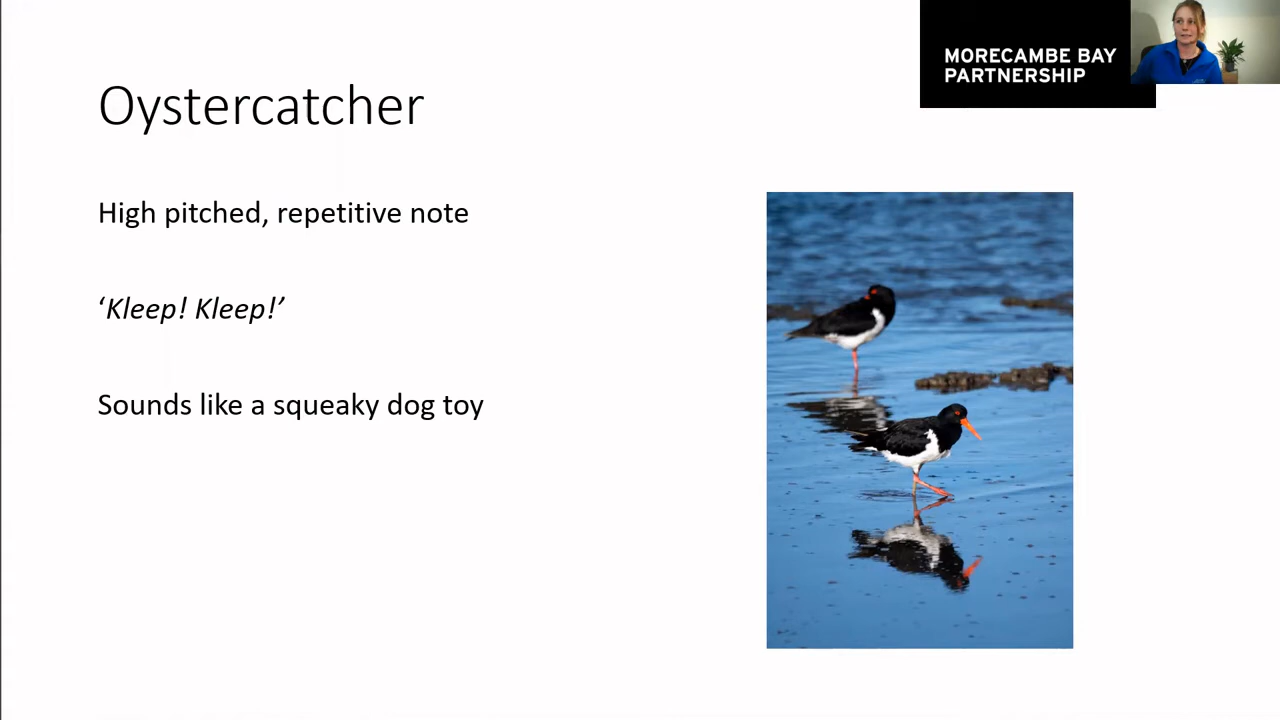 MORECAMBE BAY
PARTNERSHIP
Oystercatcher
High pitched, repetitive note
‘Kleep! Kleep!’
Sounds like a squeaky dog toy